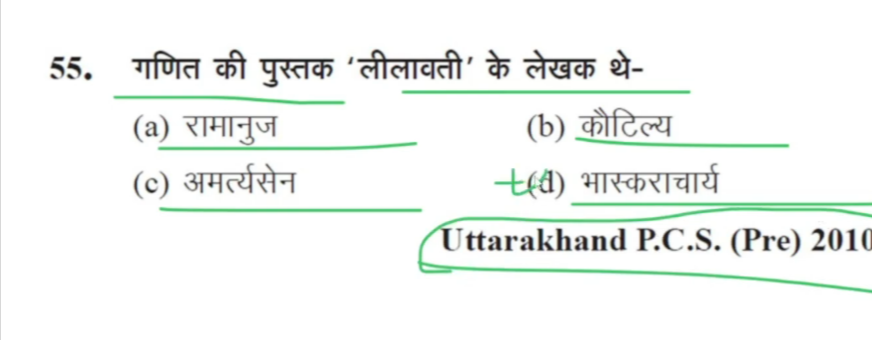 55. गणित की पुस्तक ‘लीलावती’ के लेखक थे-
(a) रामानुज (b) कौटिल्य
(c) अमर्त्यसेन (d) भास्कराचार्य
Uttarakhand P.C.S. (Pre) 2010